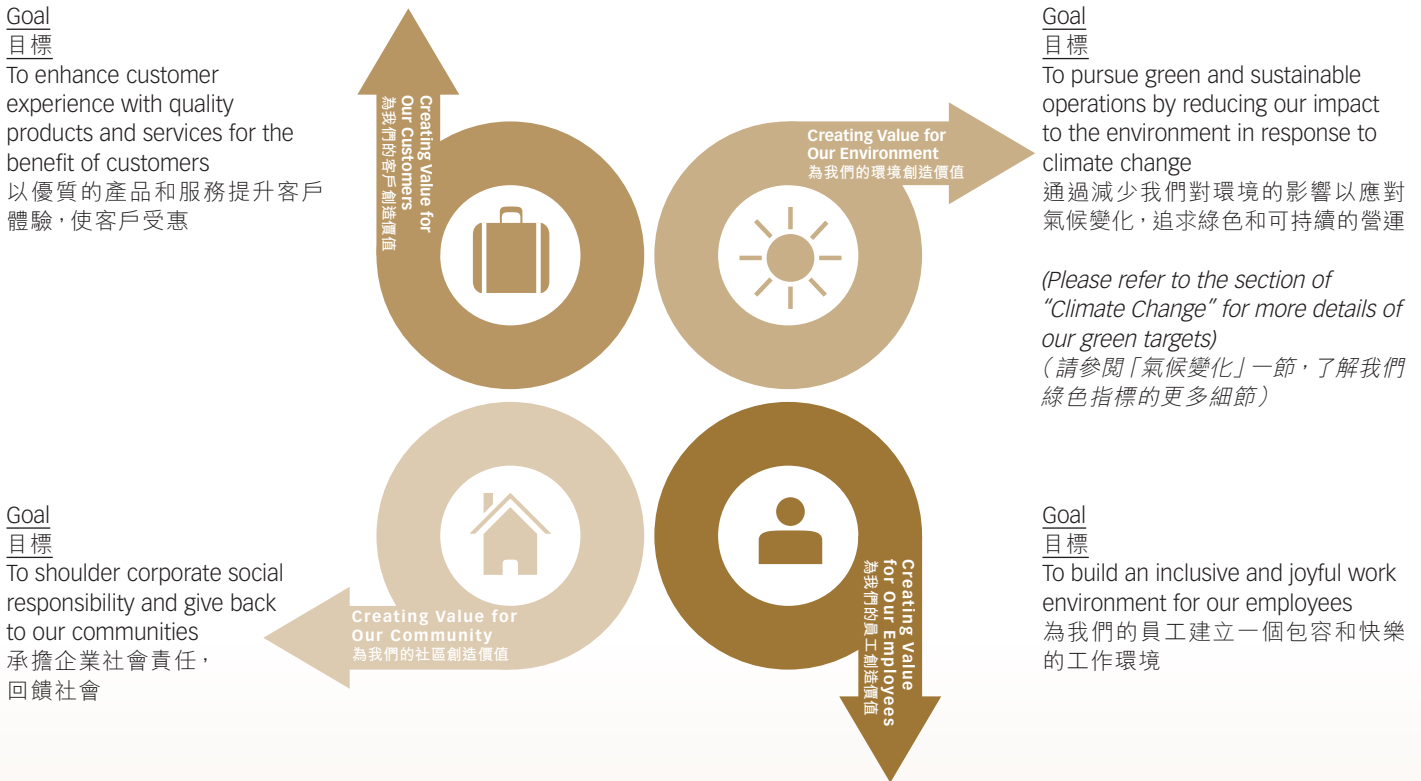 Goal
目標
To enhance customer
experience with quality
products and services for the
benefit of customers
以優質的產品和服務提升客戶
體驗，使客戶受惠
Creating Value for
Our Customers
為我們的客戶創造價值
Creating Value for
Our Environment
為我們的環境創造價值
Goal
目標
To pursue green and sustainable
operations by reducing our impact
to the environment in response to
climate change
通過減少我們對環境的影響以應對
氣候變化，追求綠色和可持續的營運
(Please refer to the section of
"Climate Change" for more details of
our green targets)
（請參閱「氣候變化」一節，了解我們
綠色指標的更多細節）
Goal
目標
To shoulder corporate social
responsibility and give back
to our communities
承擔企業社會責任，
回饋社會
Creating Value for
Our Community
為我們的社區創造價值
Creating Value
for Our Employees
為我們的員工創造價值
Goal
目標
To build an inclusive and joyful work
environment for our employees
為我們的員工建立一個包容和快樂
的工作環境